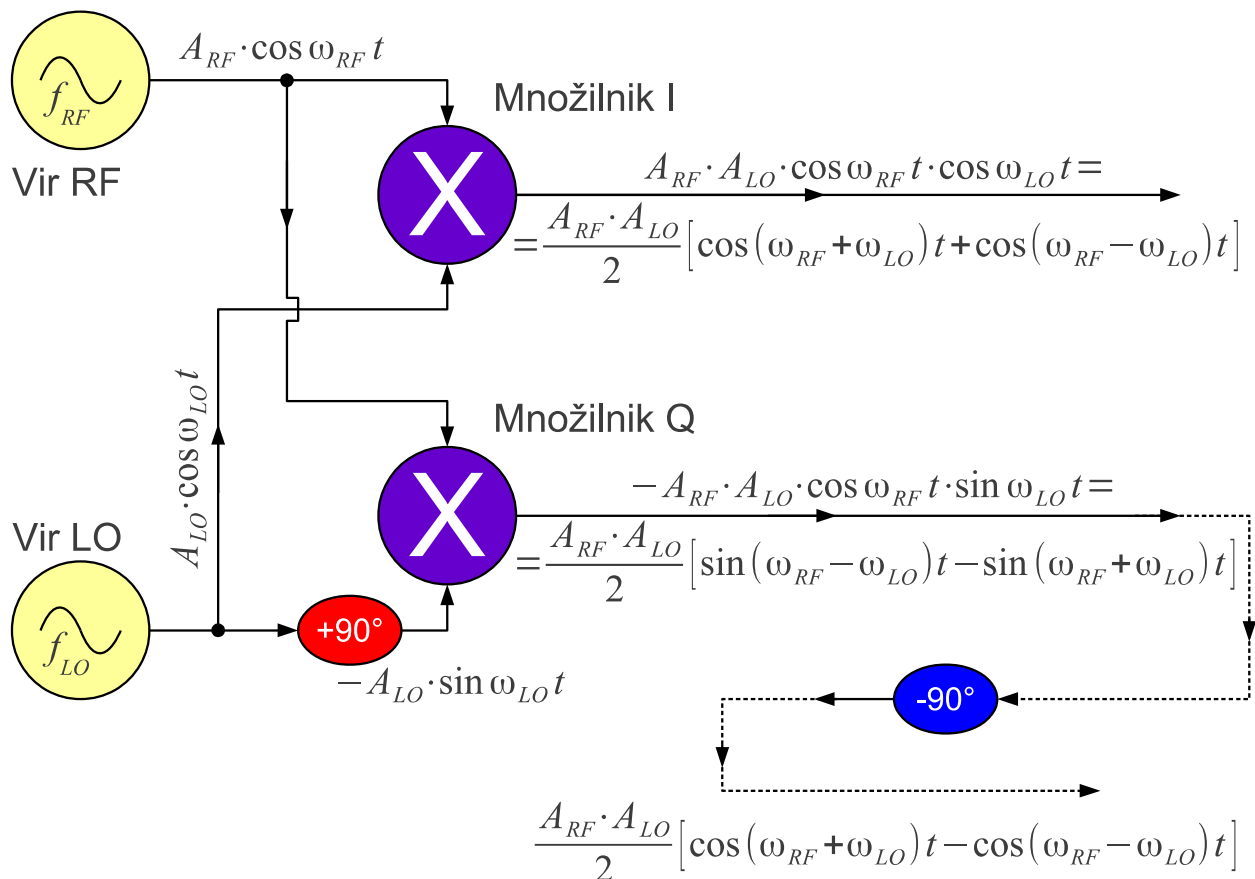 A_RF·cos ω_RF t
f_RF
Vir RF
Množilnik I
X
A_RF·A_LO·cos ω_RF t·cos ω_LO t=
=A_RF·A_LO/2[cos(ω_RF+ω_LO)t+cos(ω_RF−ω_LO)t]
A_LO·cos ω_LO t
Množilnik Q
X
−A_RF·A_LO·cos ω_RF t·sin ω_LO t=
=A_RF·A_LO/2[sin(ω_RF−ω_LO)t−sin(ω_RF+ω_LO)t]
Vir LO
f_LO
+90°
−A_LO·sin ω_LO t
-90°
A_RF·A_LO/2[cos(ω_RF+ω_LO)t−cos(ω_RF−ω_LO)t]